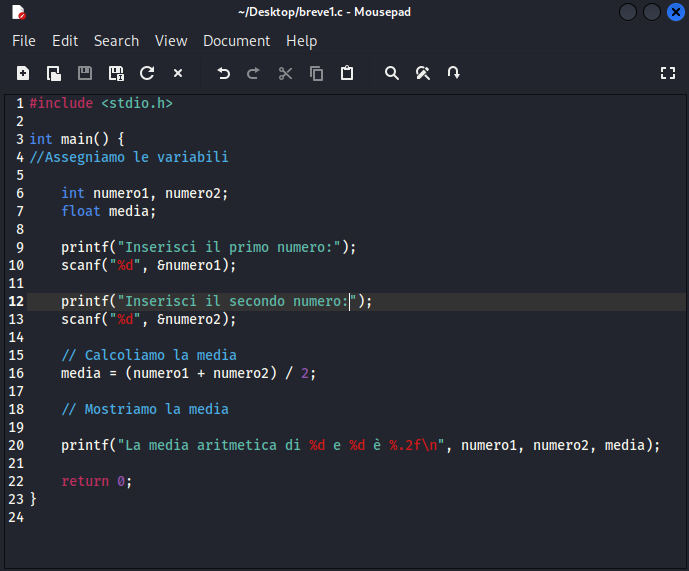 ~/Desktop/breve1.c - Mousepad
File Edit Search View Document Help
1 #include <stdio.h>
2
3 int main() {
4 //Assegniamo le variabili
5
6     int numero1, numero2;
7     float media;
8
9     printf("Inserisci il primo numero:");
10     scanf("%d", &numero1);
11
12     printf("Inserisci il secondo numero:");
13     scanf("%d", &numero2);
14
15     // Calcoliamo la media
16     media = (numero1 + numero2) / 2;
17
18     // Mostriamo la media
19
20     printf("La media aritmetica di %d e %d è %.2f\n", numero1, numero2, media);
21
22     return 0;
23 }
24